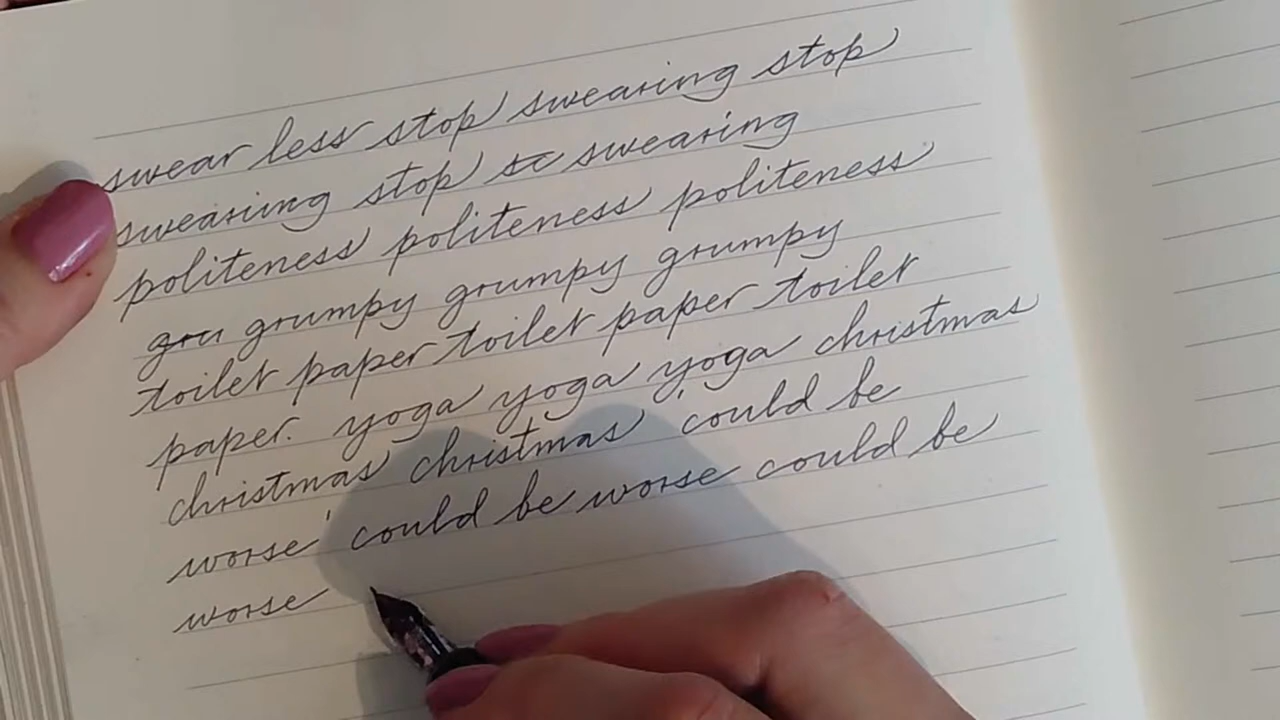 swear less stop swearing stop
swearing stop sc swearing
politeness politeness politeness
gru grumpy grumpy grumpy
toilet paper toilet paper toilet
paper. yoga yoga yoga christmas
christmas christmas 'could be
worse' could be worse could be
worse